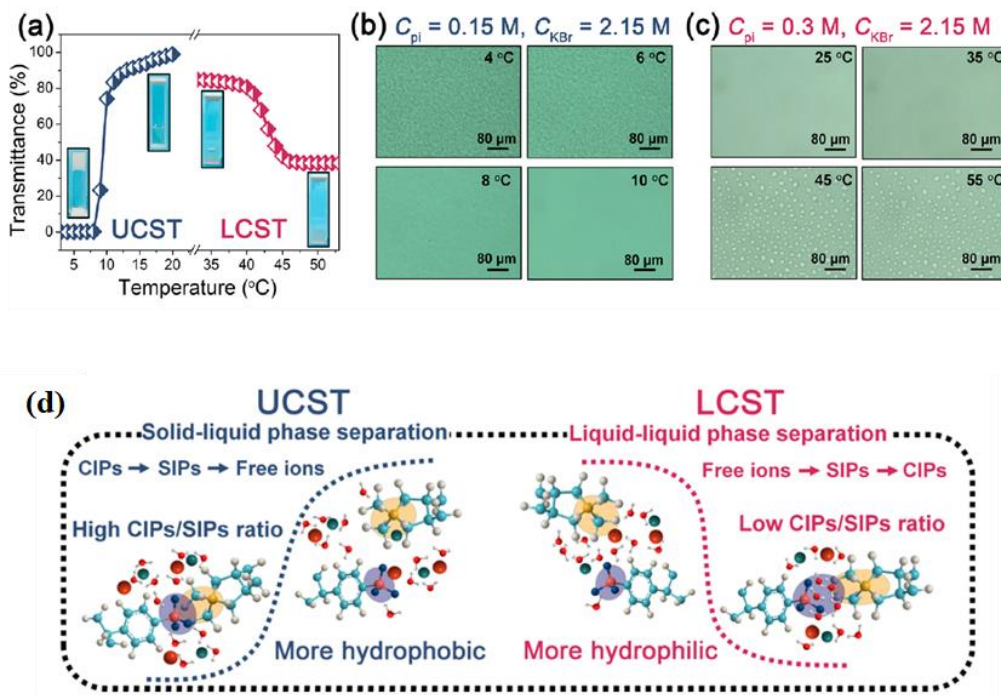 (a)
100
80
60
40
20
0
Transmittance (%)
UCST
LCST
5 10 15 20 35 40 45 50
Temperature (°C)
(b) Cpi = 0.15 M, CKBr = 2.15 M
4 °C
80 μm
6 °C
80 μm
8 °C
80 μm
10 °C
80 μm
(c) Cpi = 0.3 M, CKBr = 2.15 M
25 °C
80 μm
35 °C
80 μm
45 °C
80 μm
55 °C
80 μm
(d)
UCST
Solid-liquid phase separation
CIPs → SIPs → Free ions
High CIPs/SIPs ratio
More hydrophobic
LCST
Liquid-liquid phase separation
Free ions → SIPs → CIPs
Low CIPs/SIPs ratio
More hydrophilic